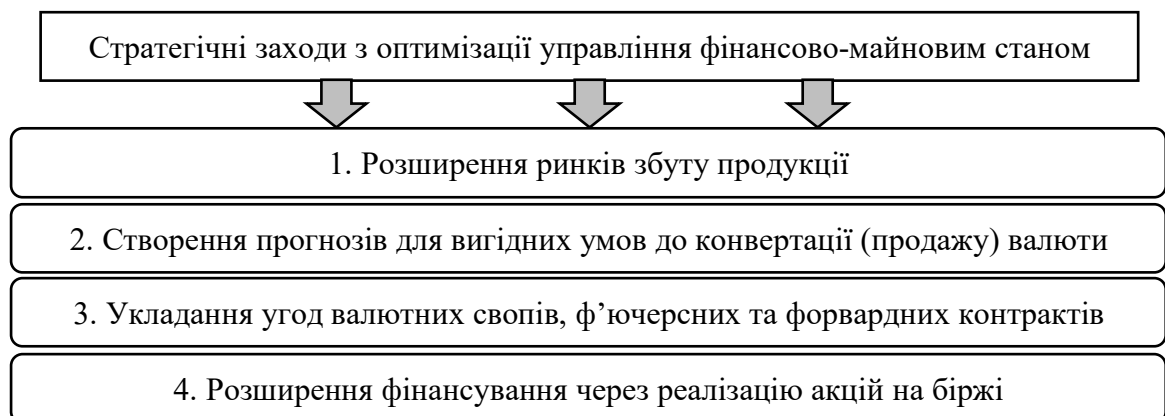 Стратегічні заходи з оптимізації управління фінансово-майновим станом
1. Розширення ринків збуту продукції
2. Створення прогнозів для вигідних умов до конвертації (продажу) валюти
3. Укладання угод валютних свопів, ф’ючерсних та форвардних контрактів
4. Розширення фінансування через реалізацію акцій на біржі